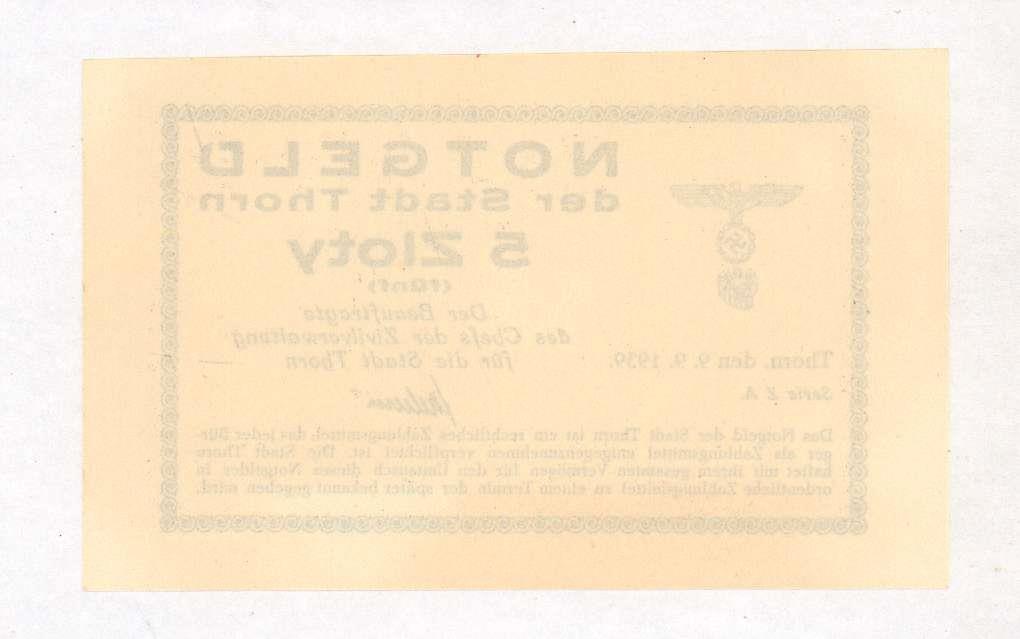 NOTGELD
der Stadt Thorn
5 Zloty
(fünf)
Der Beauftragte
des Chefs der Zivilverwaltung
für die Stadt Thorn
Thorn, den 9. 9. 1939.
Serie Z A
Das Notgeld der Stadt Thorn ist ein rechtliches Zahlungsmittel, das jeder Bür-
ger als Zahlungsmittel entgegenzunehmen verpflichtet ist. Die Stadt Thorn
haftet mit ihrem gesamten Vermögen für den Umtausch dieses Notgeldes in
ordentliche Zahlungsmittel zu einem Termin der später bekannt gegeben wird.